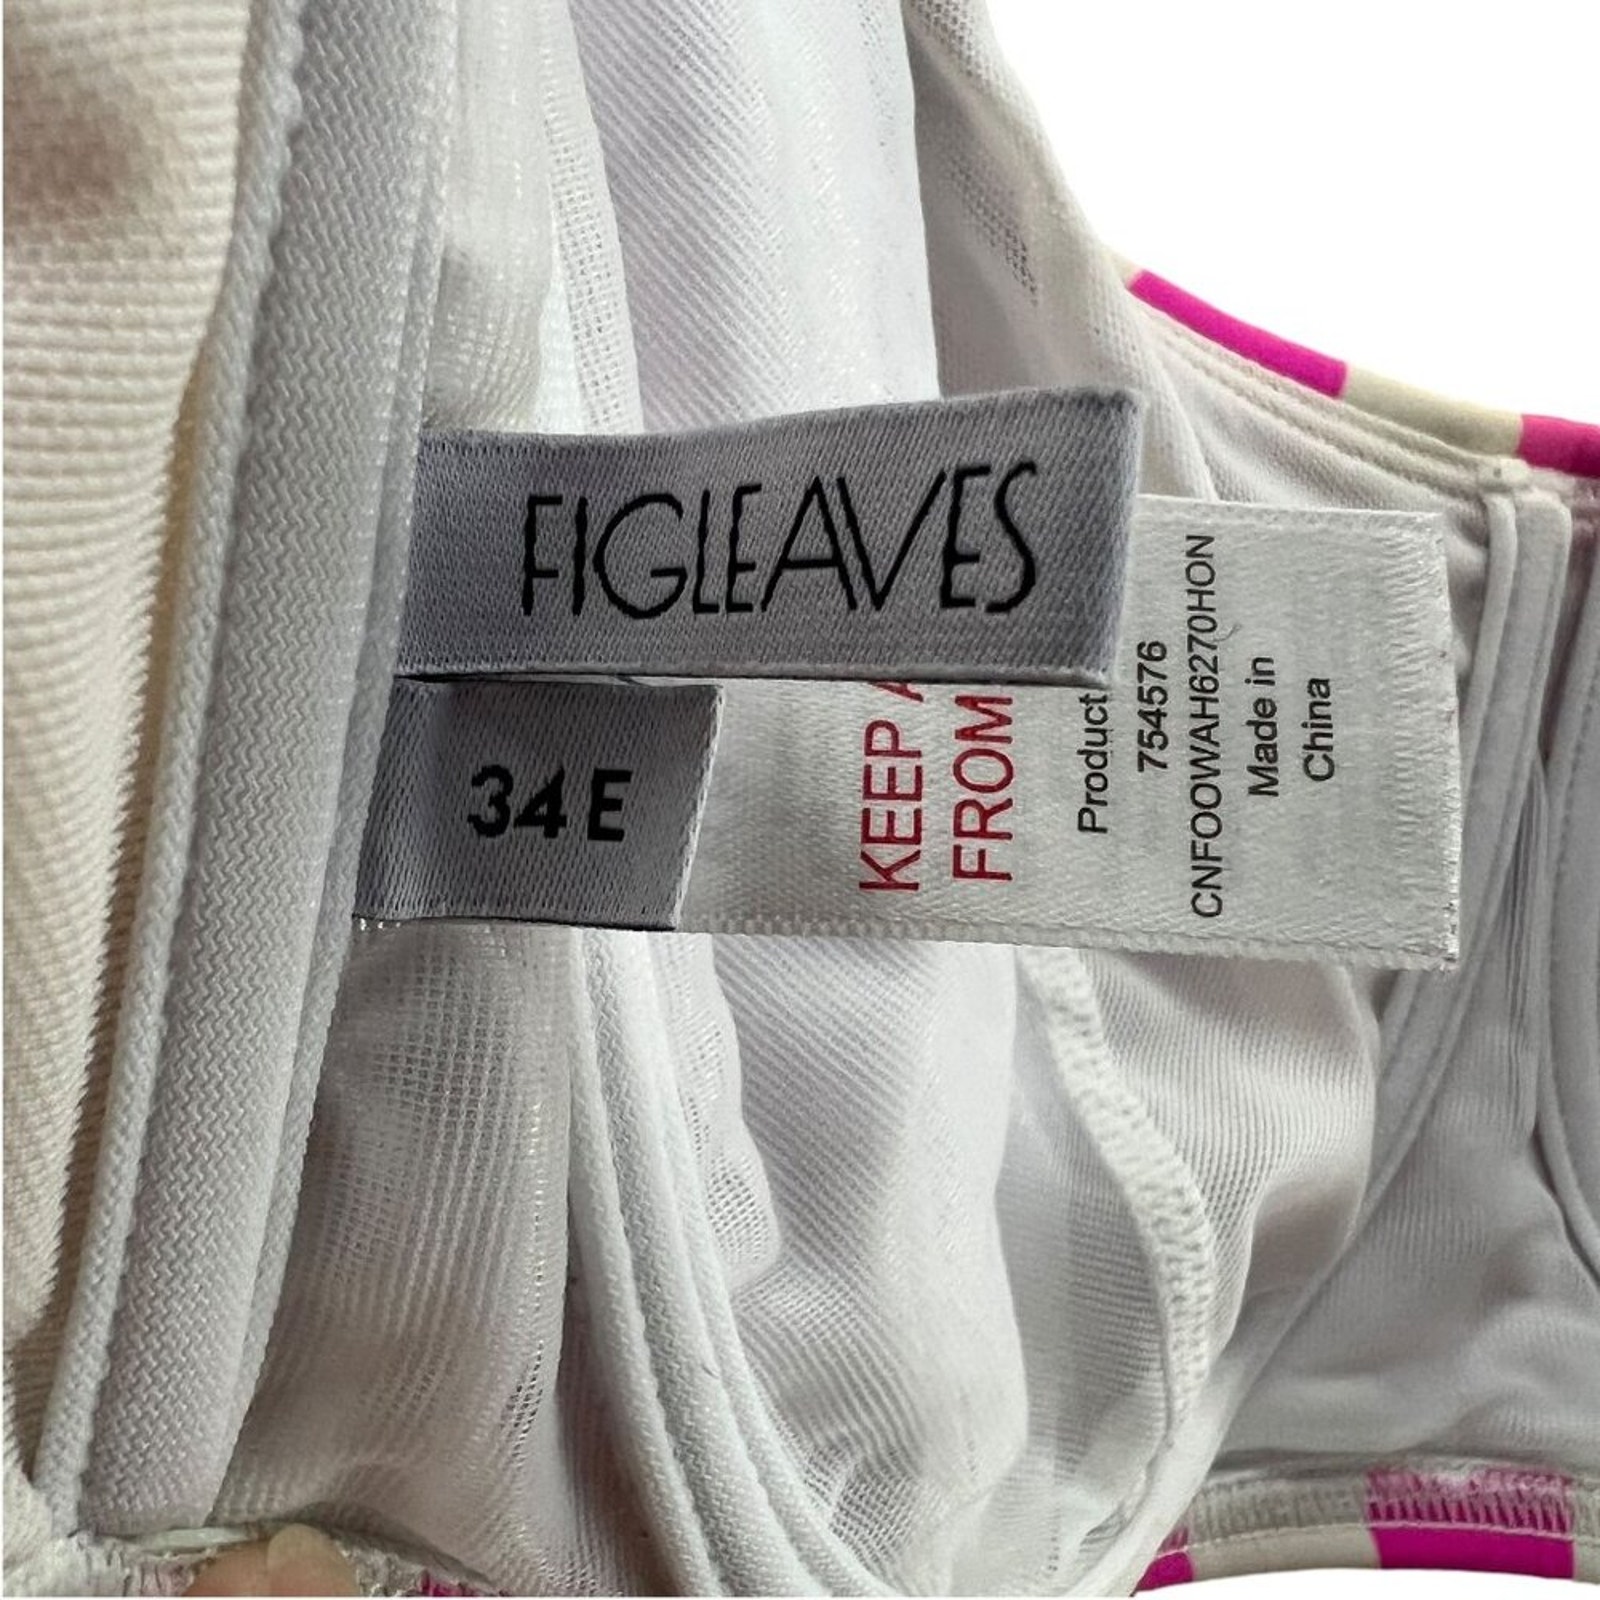 FIGLEAVES
34 E
KEEP A
FROM
Product
754576
CNFOOWAH6270HON
Made in
China